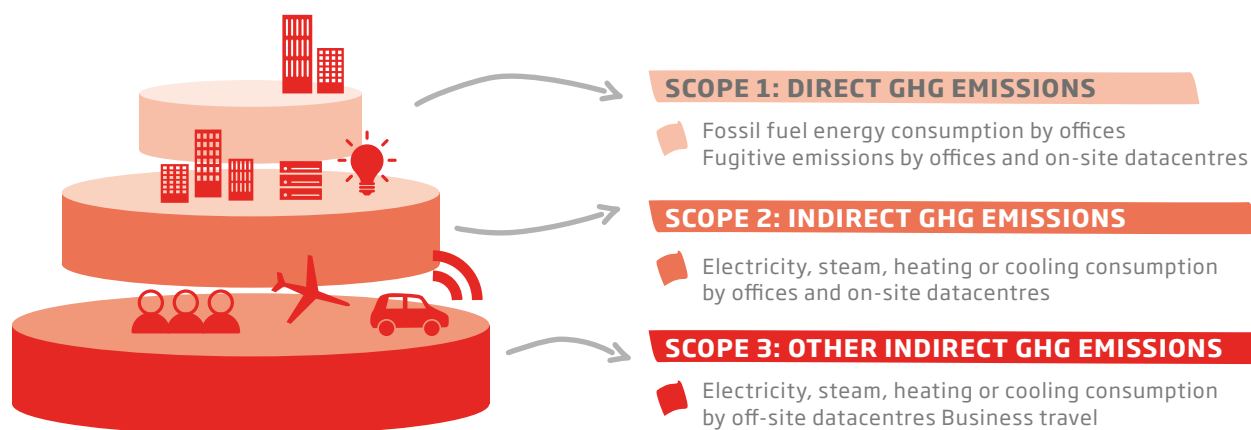 SCOPE 1: DIRECT GHG EMISSIONS
Fossil fuel energy consumption by offices
Fugitive emissions by offices and on-site datacentres
SCOPE 2: INDIRECT GHG EMISSIONS
Electricity, steam, heating or cooling consumption
by offices and on-site datacentres
SCOPE 3: OTHER INDIRECT GHG EMISSIONS
Electricity, steam, heating or cooling consumption
by off-site datacentres Business travel